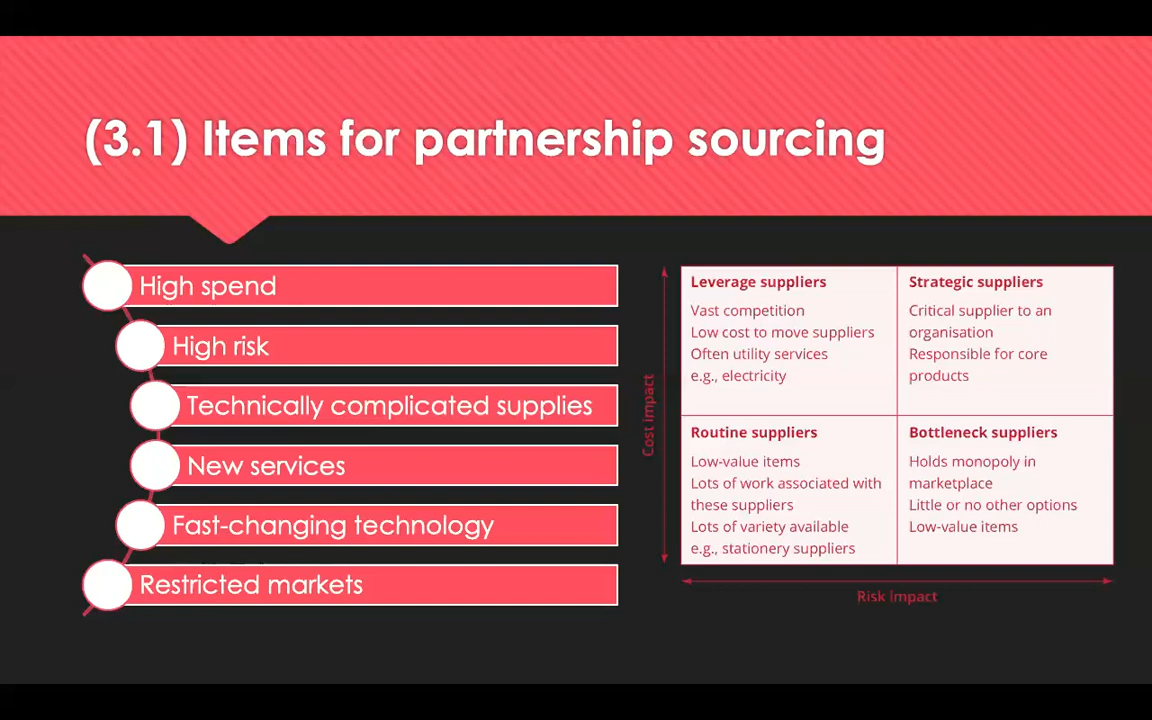 (3.1) Items for partnership sourcing
High spend
High risk
Technically complicated supplies
New services
Fast-changing technology
Restricted markets
Cost Impact
Leverage suppliers
Vast competition
Low cost to move suppliers
Often utility services
e.g., electricity
Strategic suppliers
Critical supplier to an
organisation
Responsible for core
products
Routine suppliers
Low-value items
Lots of work associated with
these suppliers
Lots of variety available
e.g., stationery suppliers
Bottleneck suppliers
Holds monopoly in
marketplace
Little or no other options
Low-value items
Risk Impact